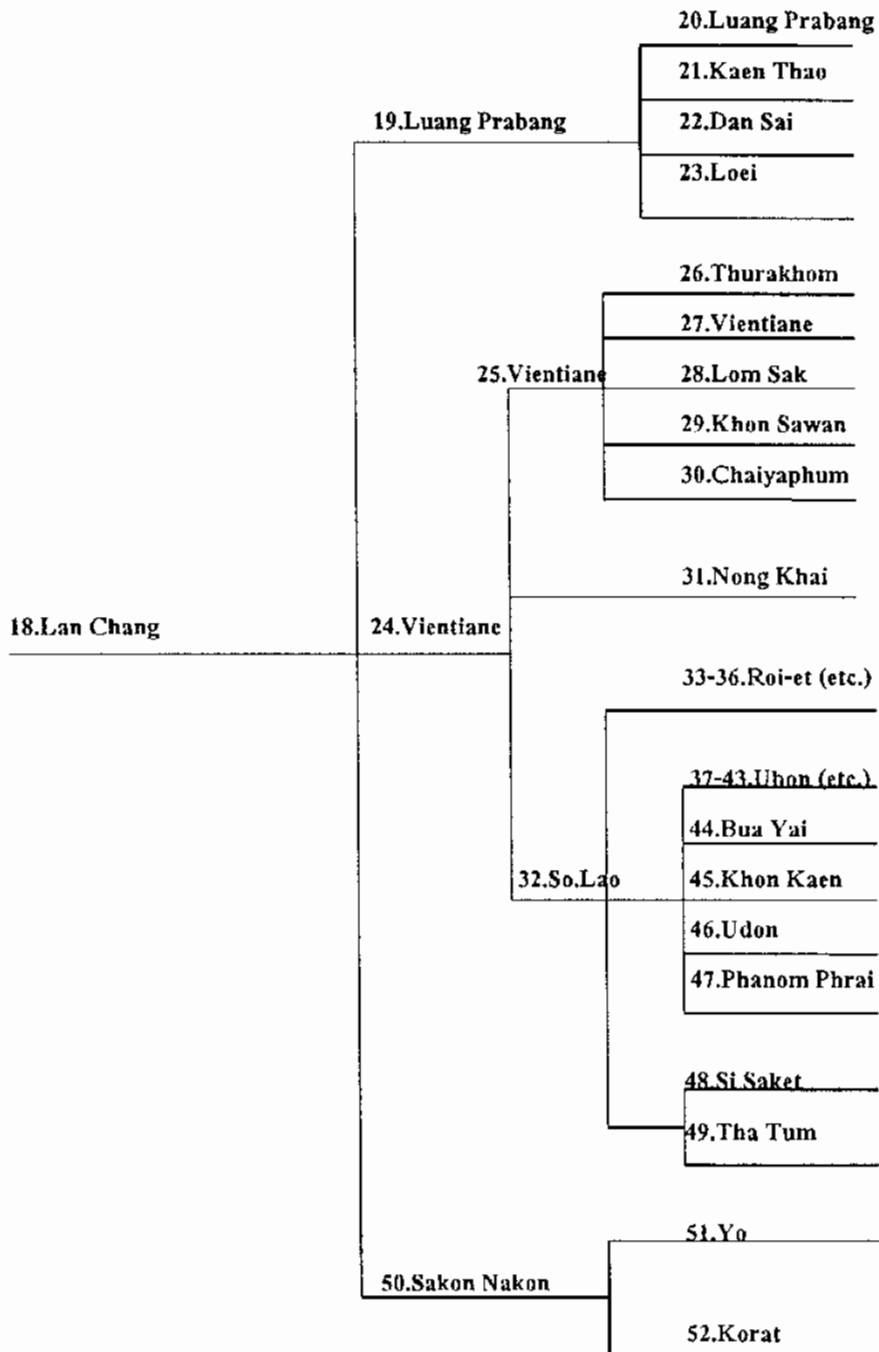 20.Luang Prabang
21.Kaen Thao
19.Luang Prabang
22.Dan Sai
23.Loei
26.Thurakhom
27.Vientiane
25.Vientiane
28.Lom Sak
29.Khon Sawan
30.Chaiyaphum
31.Nong Khai
18.Lan Chang
24.Vientiane
33-36.Roi-et (etc.)
37-43.Ubon (etc.)
44.Bua Yai
32.So.Lao
45.Khon Kaen
46.Udon
47.Phanom Phrai
48.Si Saket
49.Tha Tum
51.Yo
50.Sakon Nakon
52.Korat